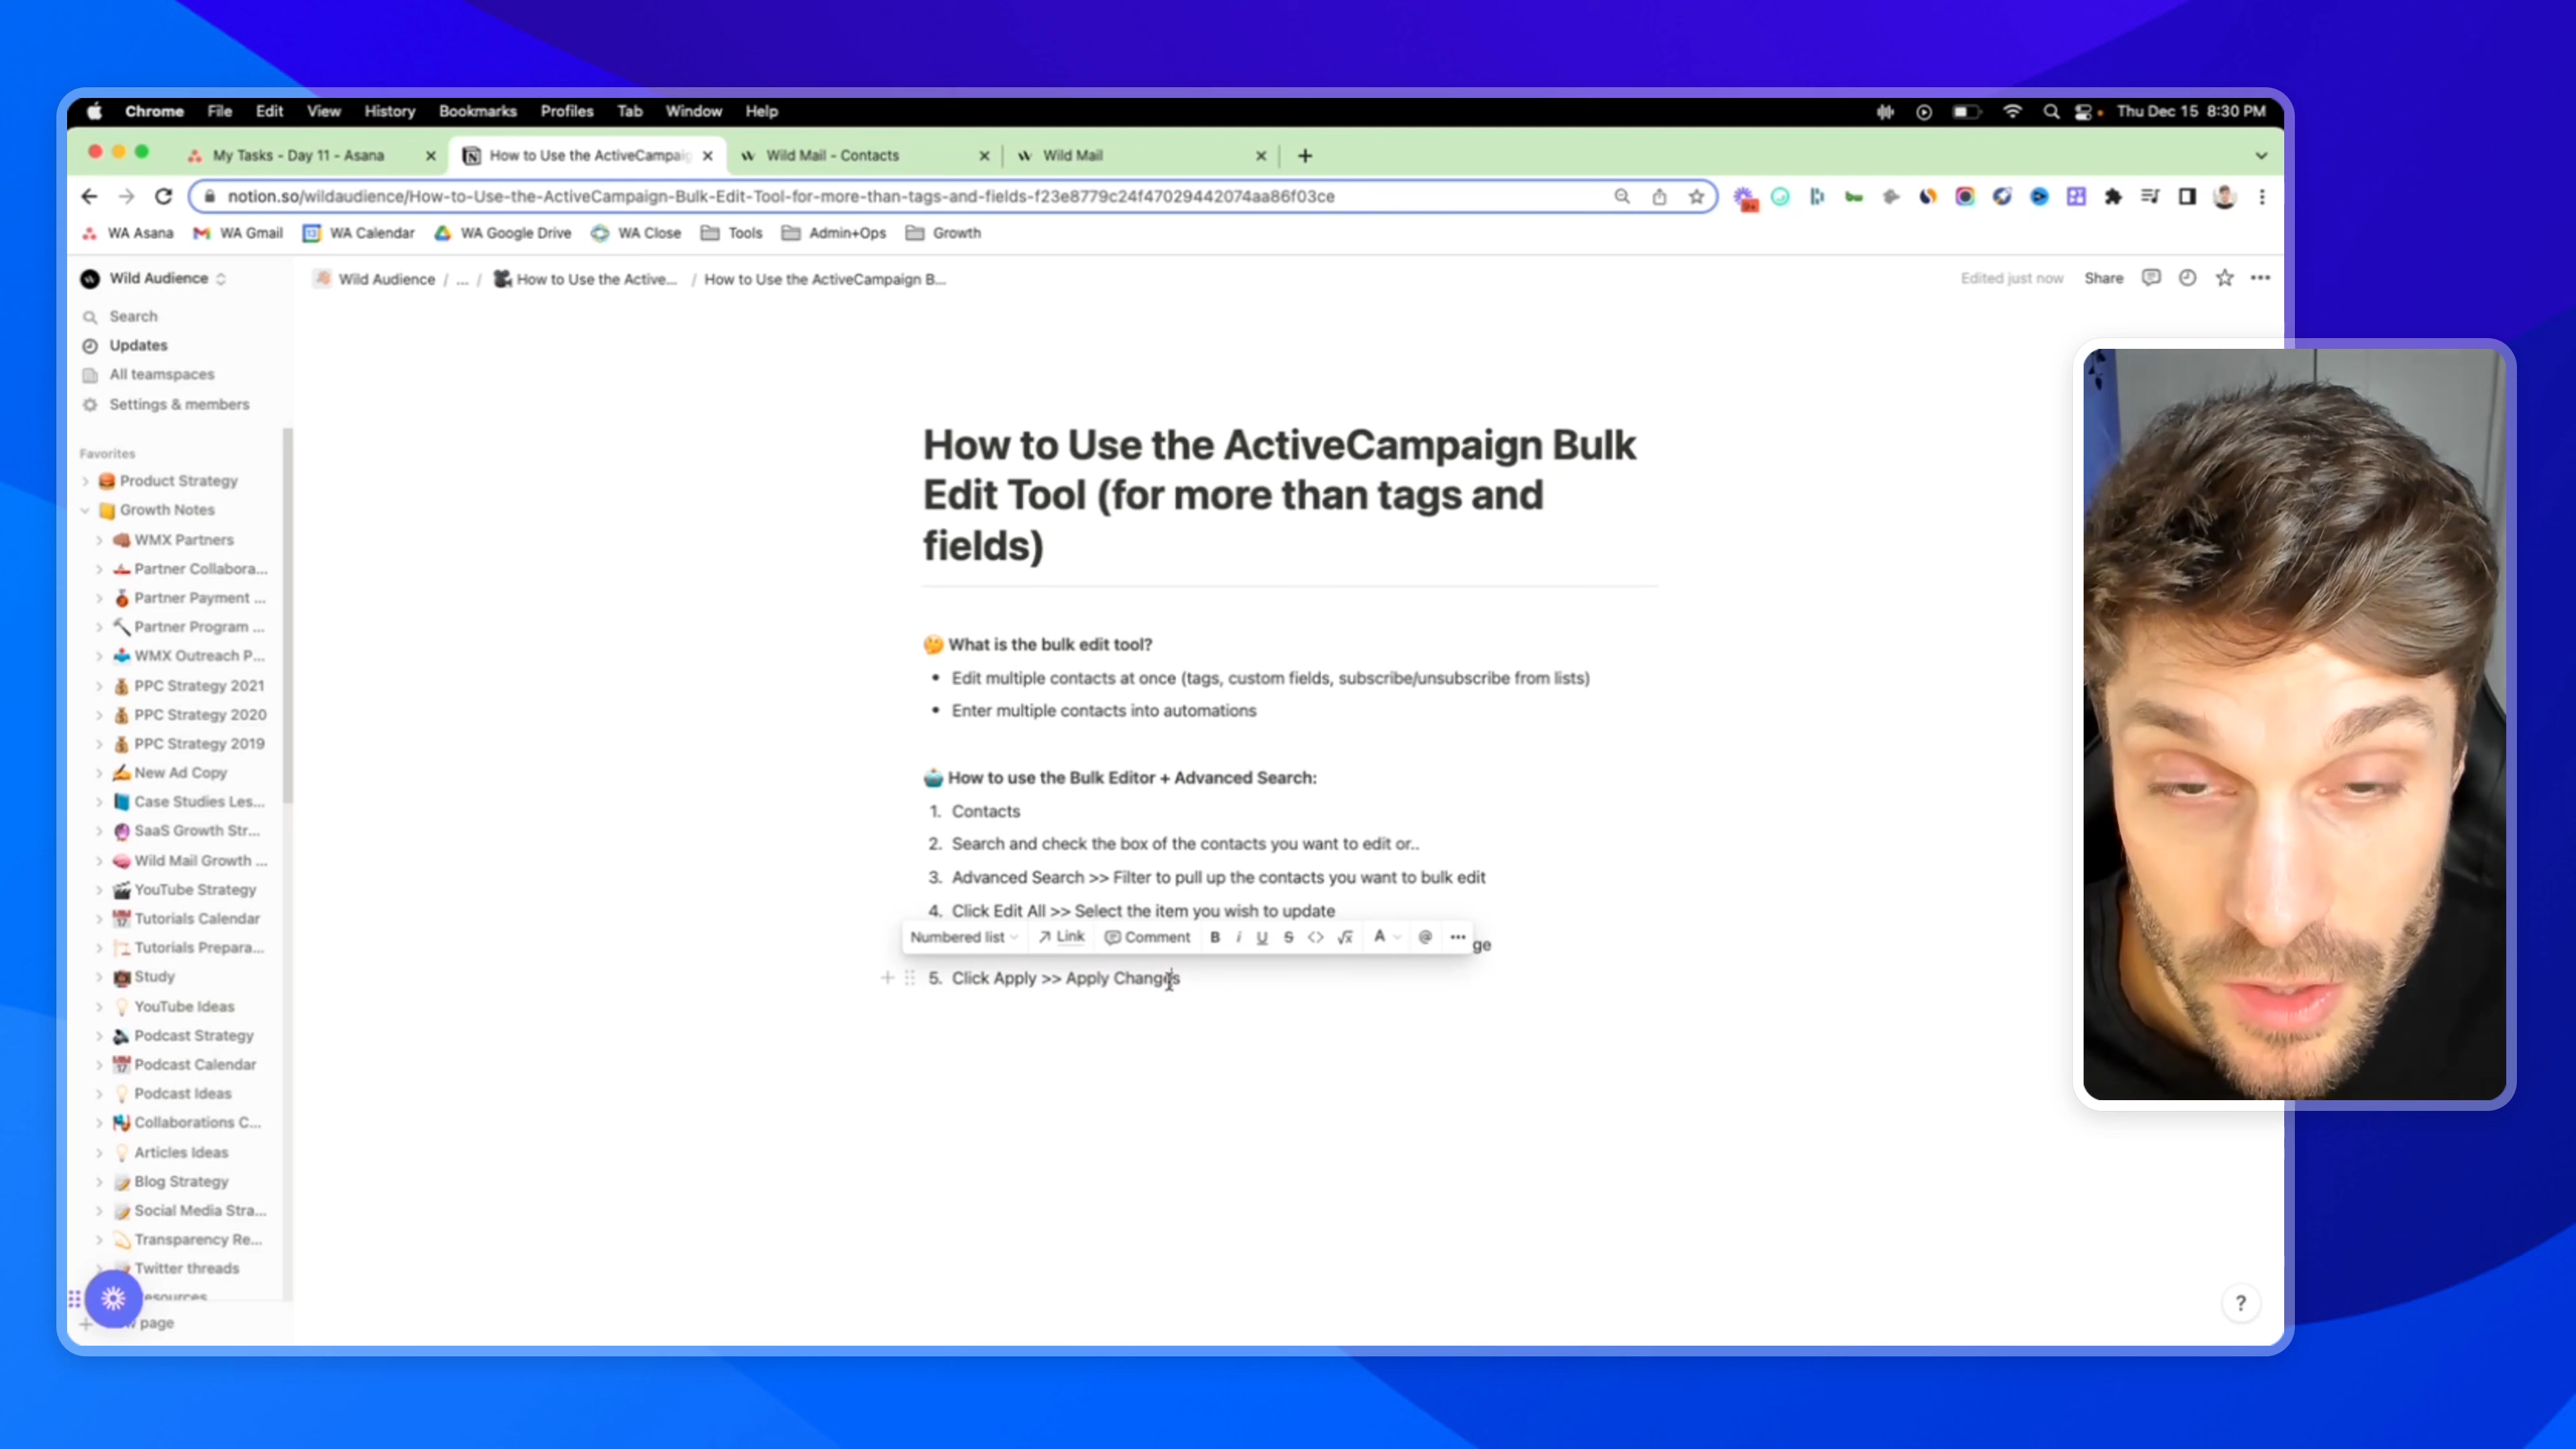 Chrome File Edit View History Bookmarks Profiles Tab Window Help
Thu Dec 15 8:30 PM
My Tasks - Day 11 - Asana
How to Use the ActiveCampaig
Wild Mail - Contacts
Wild Mail
notion.so/wildaudience/How-to-Use-the-ActiveCampaign-Bulk-Edit-Tool-for-more-than-tags-and-fields-f23e8779c24f47029442074aa86f03ce
WA Asana
WA Gmail
WA Calendar
WA Google Drive
WA Close
Tools
Admin+Ops
Growth
Wild Audience
Search
Updates
All teamspaces
Settings & members
Favorites
Product Strategy
Growth Notes
WMX Partners
Partner Collabora...
Partner Payment ...
Partner Program ...
WMX Outreach P...
PPC Strategy 2021
PPC Strategy 2020
PPC Strategy 2019
New Ad Copy
Case Studies Les...
SaaS Growth Str...
Wild Mail Growth ...
YouTube Strategy
Tutorials Calendar
Tutorials Prepara...
Study
YouTube Ideas
Podcast Strategy
Podcast Calendar
Podcast Ideas
Collaborations C...
Articles Ideas
Blog Strategy
Social Media Stra...
Transparency Re...
Twitter threads
page
Wild Audience / ... / How to Use the Active... / How to Use the ActiveCampaign B...
Edited just now
Share
How to Use the ActiveCampaign Bulk
Edit Tool (for more than tags and
fields)
What is the bulk edit tool?
• Edit multiple contacts at once (tags, custom fields, subscribe/unsubscribe from lists)
• Enter multiple contacts into automations
How to use the Bulk Editor + Advanced Search:
1. Contacts
2. Search and check the box of the contacts you want to edit or..
3. Advanced Search >> Filter to pull up the contacts you want to bulk edit
4. Click Edit All >> Select the item you wish to update
Numbered list
Link
Comment
B i U S <> √x A @ •••
ge
5. Click Apply >> Apply Changes
?